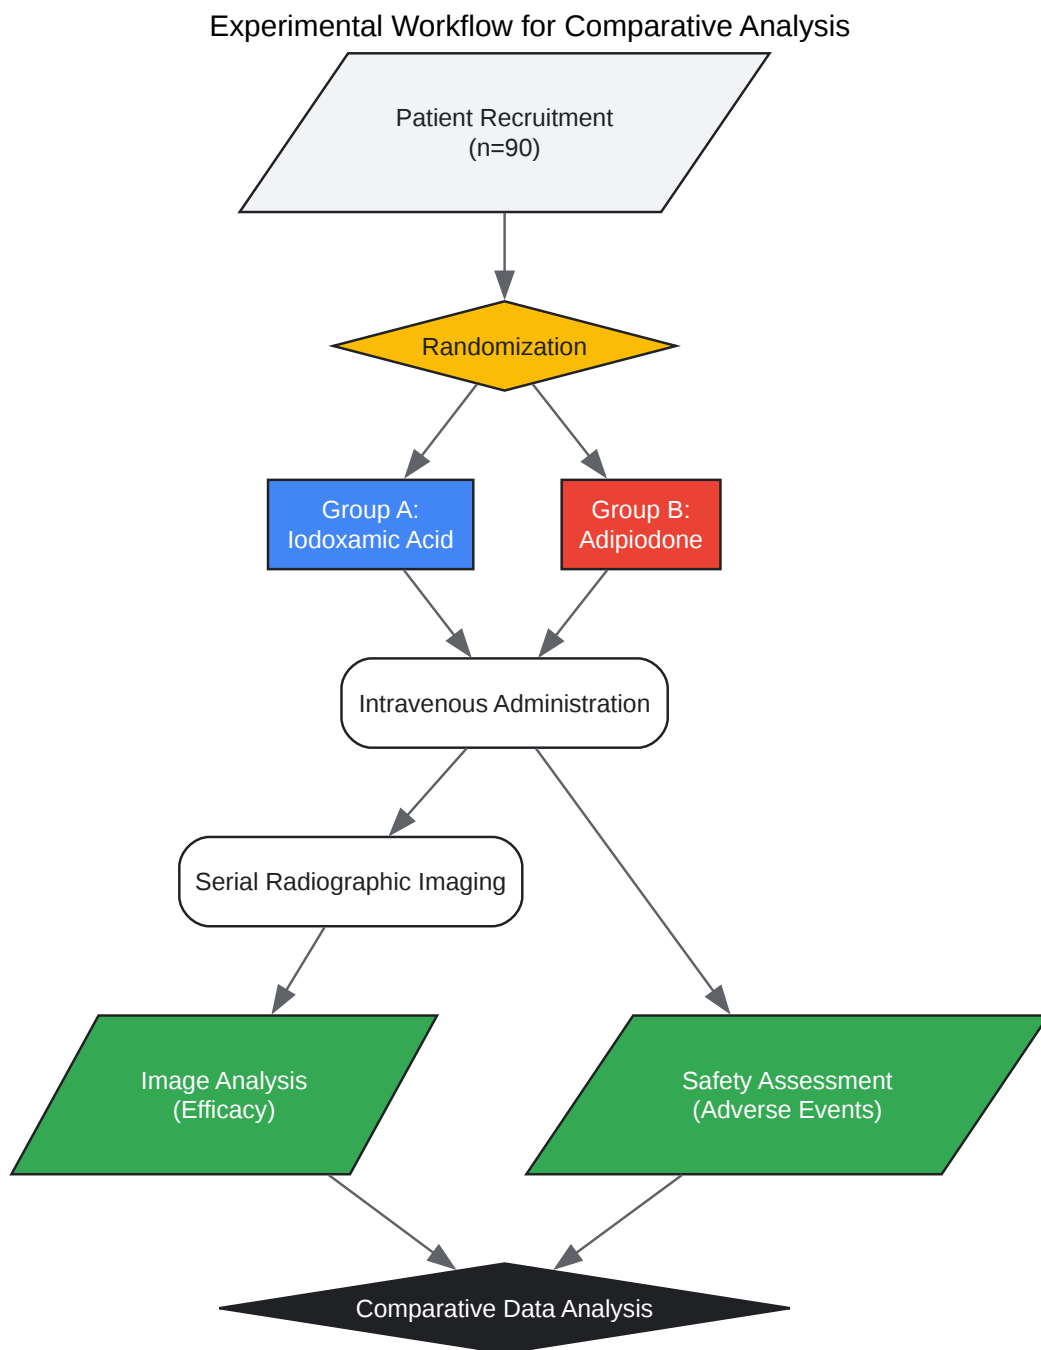 Experimental Workflow for Comparative Analysis
Patient Recruitment
(n=90)
Randomization
Group A:
Iodoxamic Acid
Group B:
Adipiodone
Intravenous Administration
Serial Radiographic Imaging
Image Analysis
(Efficacy)
Safety Assessment
(Adverse Events)
Comparative Data Analysis